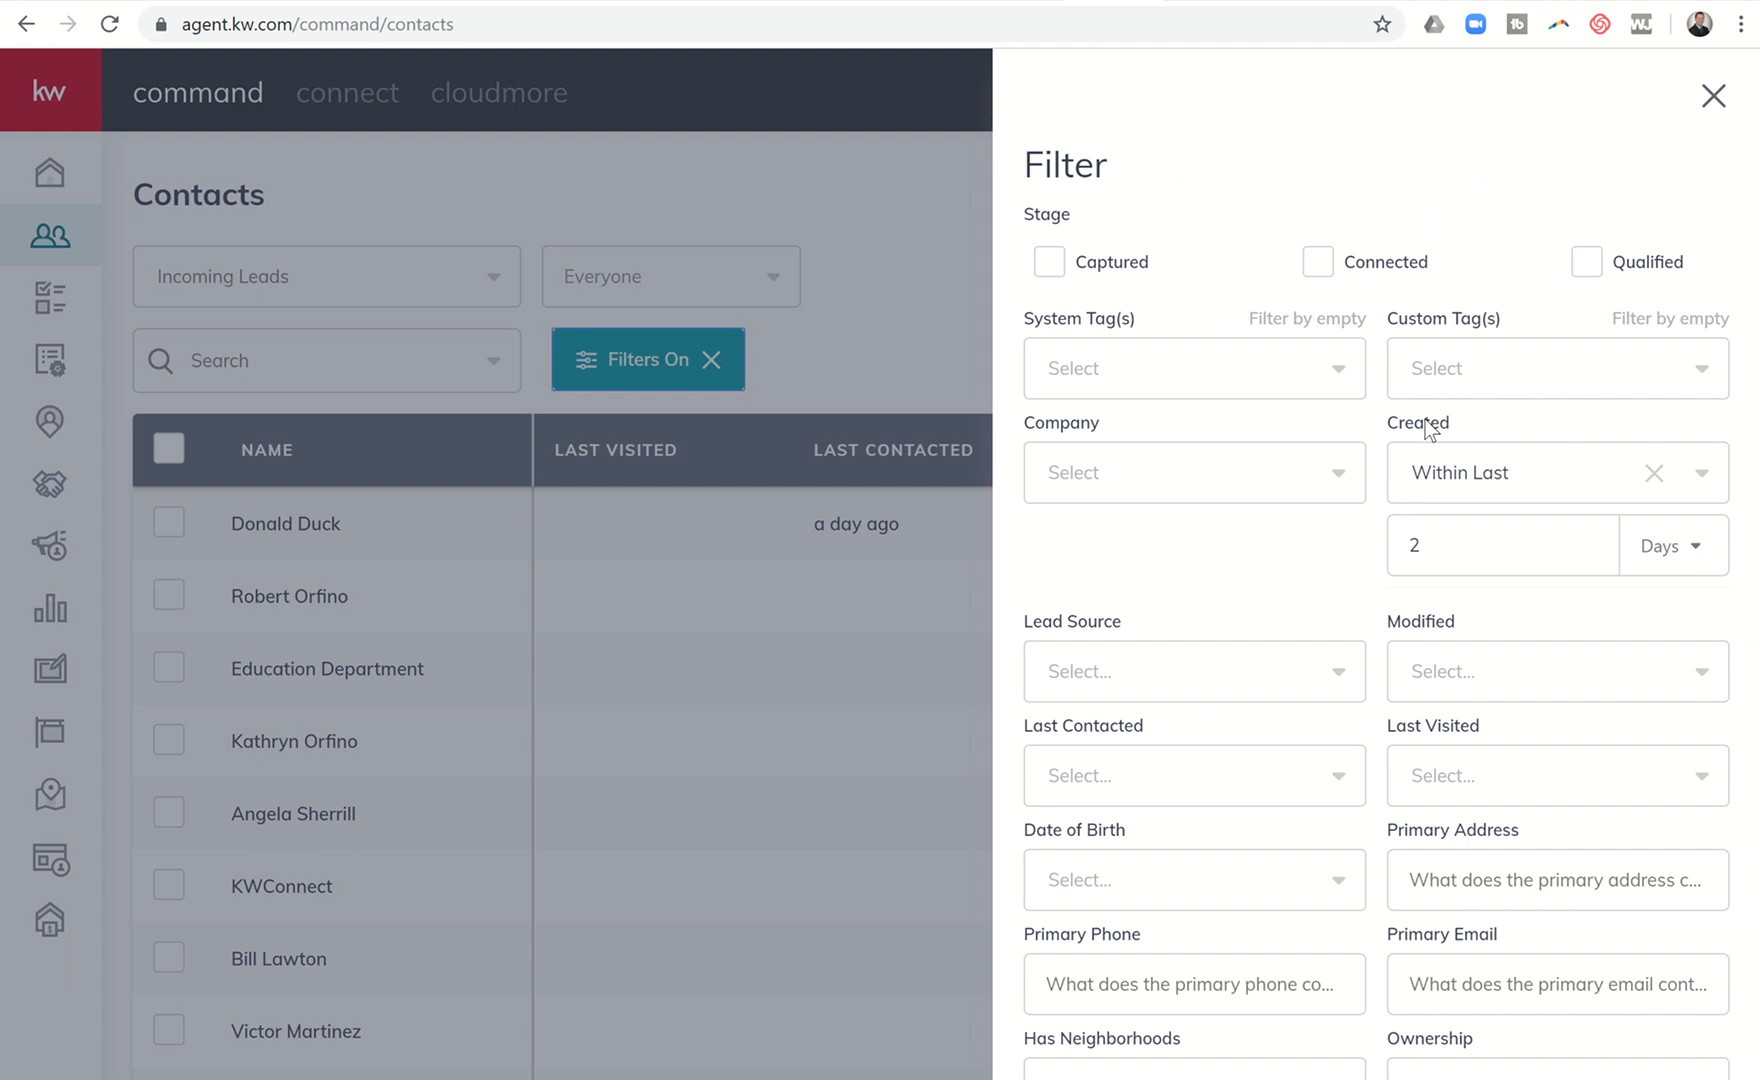 agent.kw.com/command/contacts
kw
command connect cloudmore
Contacts
Incoming Leads
Everyone
Search
Filters On
NAME LAST VISITED LAST CONTACTED
Donald Duck a day ago
Robert Orfino
Education Department
Kathryn Orfino
Angela Sherrill
KWConnect
Bill Lawton
Victor Martinez
Filter
Stage
Captured Connected Qualified
System Tag(s) Filter by empty
Custom Tag(s) Filter by empty
Select
Select
Company
Created
Select
Within Last
2 Days
Lead Source
Modified
Select...
Select...
Last Contacted
Last Visited
Select...
Select...
Date of Birth
Primary Address
Select...
What does the primary address c...
Primary Phone
Primary Email
What does the primary phone co...
What does the primary email cont...
Has Neighborhoods
Ownership